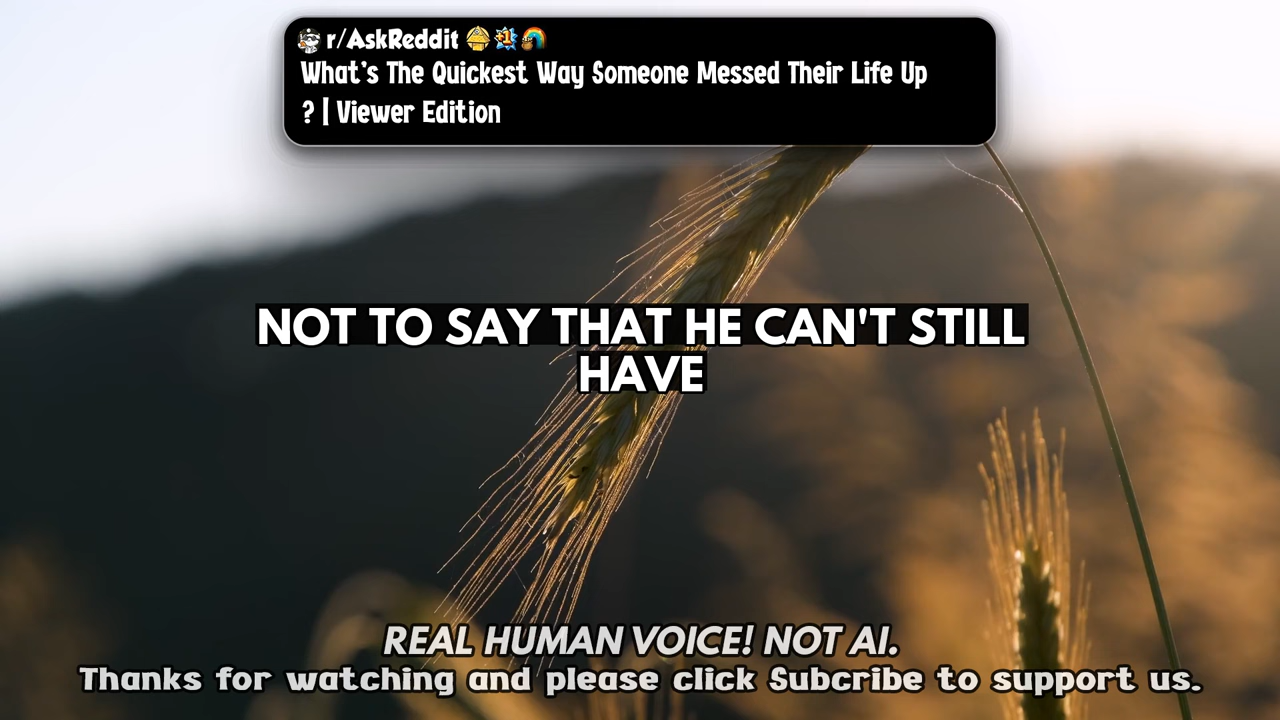 r/AskReddit
What's The Quickest Way Someone Messed Their Life Up
? | Viewer Edition
NOT TO SAY THAT HE CAN'T STILL
HAVE
REAL HUMAN VOICE! NOT AI.
Thanks for watching and please click Subcribe to support us.